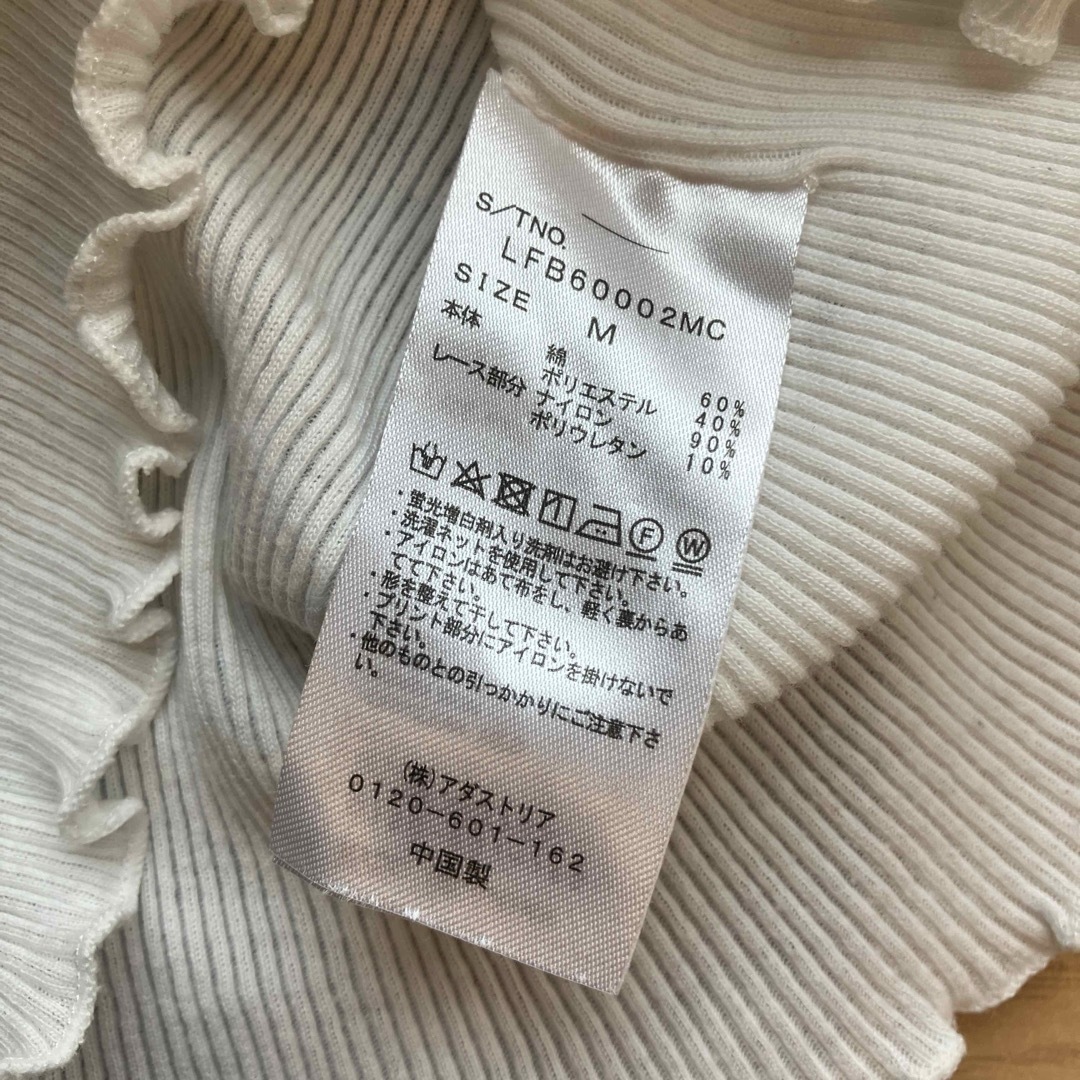 S/TNO.
LFB60002MC
SIZE M
本体 綿 60%
ポリエステル 40%
レース部分 ナイロン 90%
ポリウレタン 10%
F W
・蛍光増白剤入り洗剤はお避け下さい。
・洗濯ネットを使用して下さい。
・アイロンはあて布をし、軽く裏からあ
てて下さい。
・形を整えて干して下さい。
・プリント部分にアイロンを掛けないで
下さい。
・他のものとの引っかかりにご注意下さ
い。
(株)アダストリア
0120-601-162
中国製